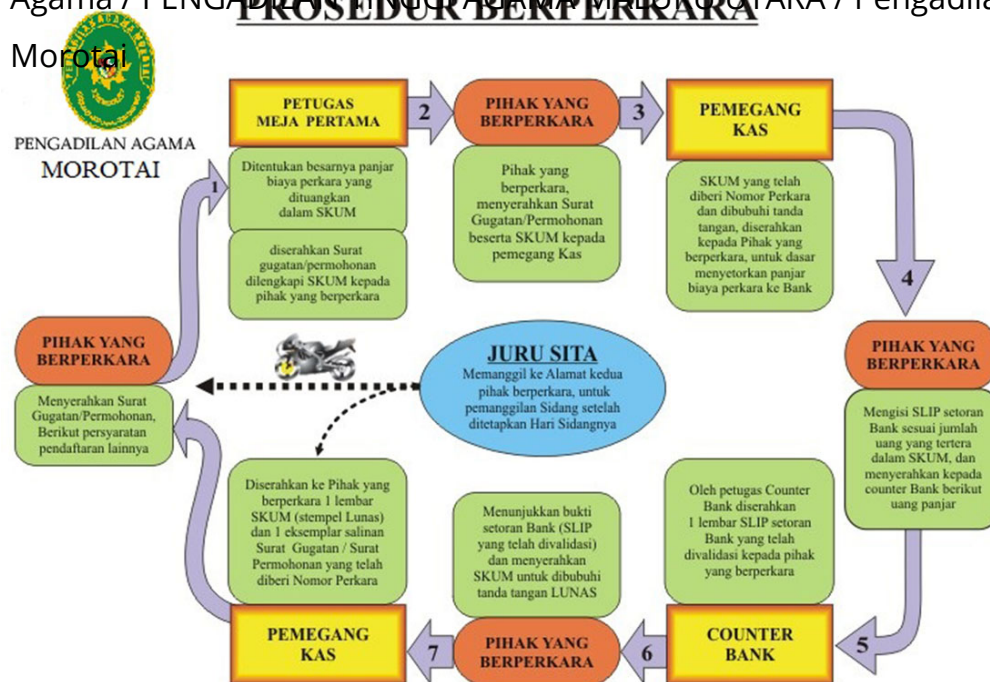 Agama / PENGADILAN TINGGI AGAMA MALUKU UTARA / Pengadila
PROSEDUR BERPERKARA
Morotai
PENGADILAN AGAMA
MOROTAI
1
PETUGAS
MEJA PERTAMA
Ditentukan besarnya panjar
biaya perkara yang
dituangkan
dalam SKUM
diserahkan Surat
gugatan/permohonan
dilengkapi SKUM kepada
pihak yang berperkara
2
PIHAK YANG
BERPERKARA
Pihak yang
berperkara,
menyerahkan Surat
Gugatan/Permohonan
beserta SKUM kepada
pemegang Kas
3
PEMEGANG
KAS
SKUM yang telah
diberi Nomor Perkara
dan dibubuhi tanda
tangan, diserahkan
kepada Pihak yang
berperkara, untuk dasar
menyetorkan panjar
biaya perkara ke Bank
4
PIHAK YANG
BERPERKARA
Menyerahkan Surat
Gugatan/Permohonan,
Berikut persyaratan
pendaftaran lainnya
JURU SITA
Memanggil ke Alamat kedua
pihak berperkara, untuk
pemanggilan Sidang setelah
ditetapkan Hari Sidangnya
PIHAK YANG
BERPERKARA
Mengisi SLIP setoran
Bank sesuai jumlah
uang yang tertera
dalam SKUM, dan
menyerahkan kepada
counter Bank berikut
uang panjar
5
Oleh petugas Counter
Bank diserahkan
1 lembar SLIP setoran
Bank yang telah
divalidasi kepada pihak
yang berperkara
COUNTER
BANK
6
Menunjukkan bukti
setoran Bank (SLIP
yang telah divalidasi)
dan menyerahkan
SKUM untuk dibubuhi
tanda tangan LUNAS
PIHAK YANG
BERPERKARA
7
Diserahkan ke Pihak yang
berperkara 1 lembar
SKUM (stempel Lunas)
dan 1 eksemplar salinan
Surat Gugatan / Surat
Permohonan yang telah
diberi Nomor Perkara
PEMEGANG
KAS